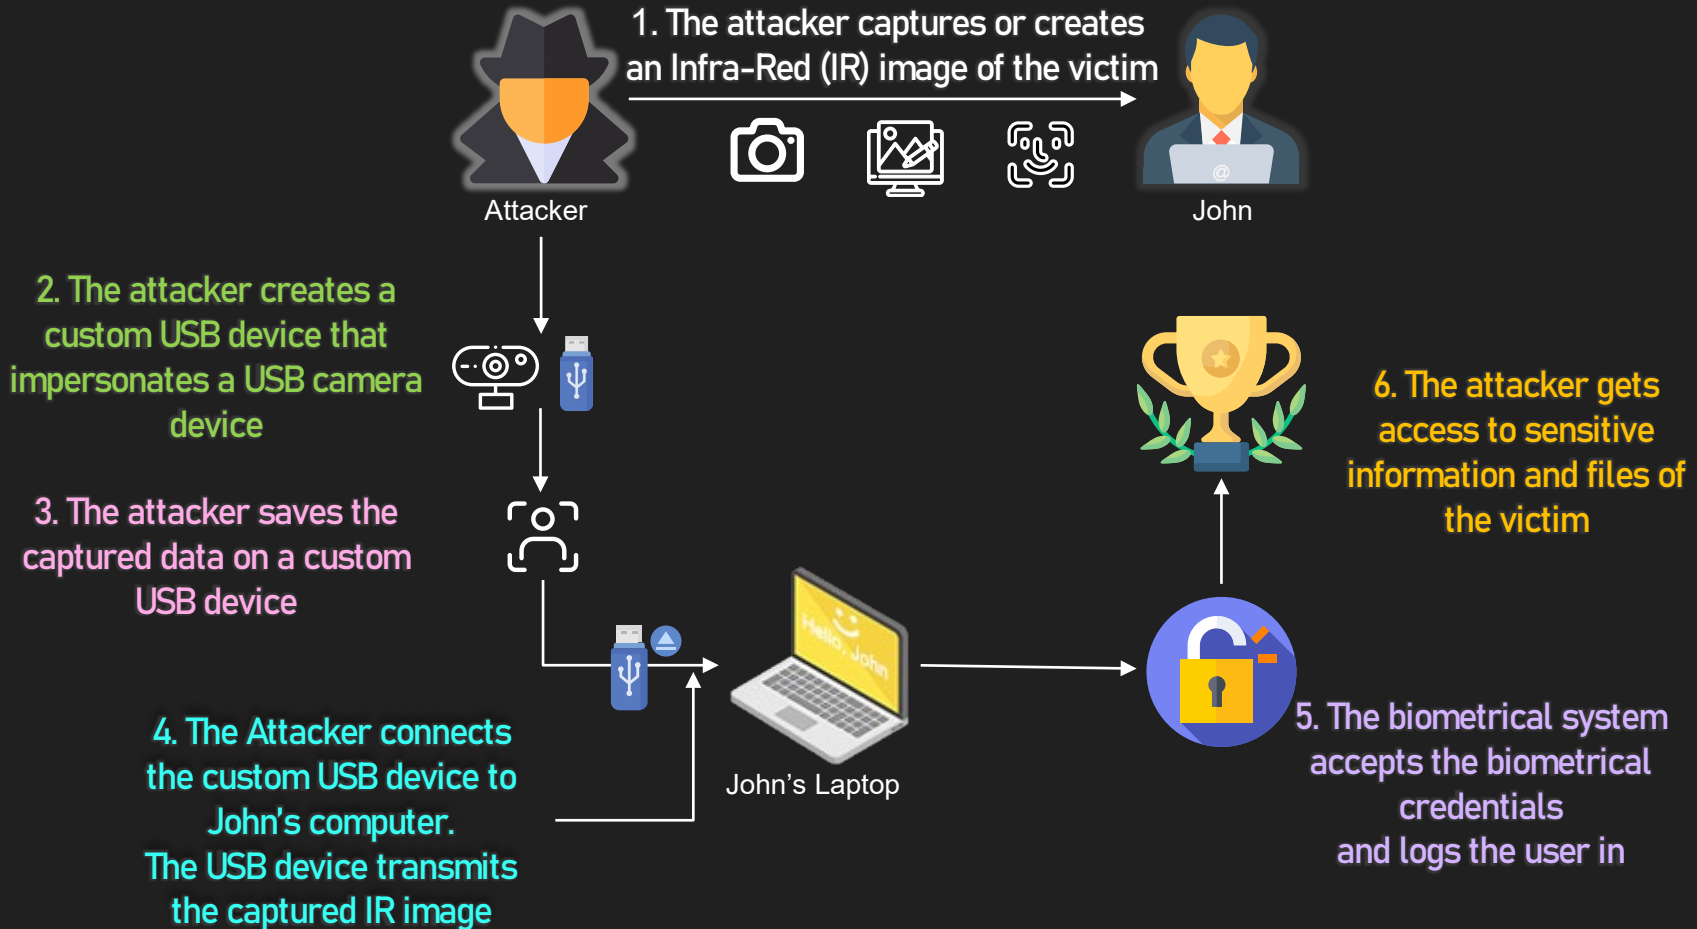 1. The attacker captures or creates
an Infra-Red (IR) image of the victim
@
Attacker
John
2. The attacker creates a
custom USB device that
impersonates a USB camera
device
3. The attacker saves the
captured data on a custom
USB device
4. The Attacker connects
the custom USB device to
John's computer.
The USB device transmits
the captured IR image
Hello, John
John's Laptop
5. The biometrical system
accepts the biometrical
credentials
and logs the user in
6. The attacker gets
access to sensitive
information and files of
the victim